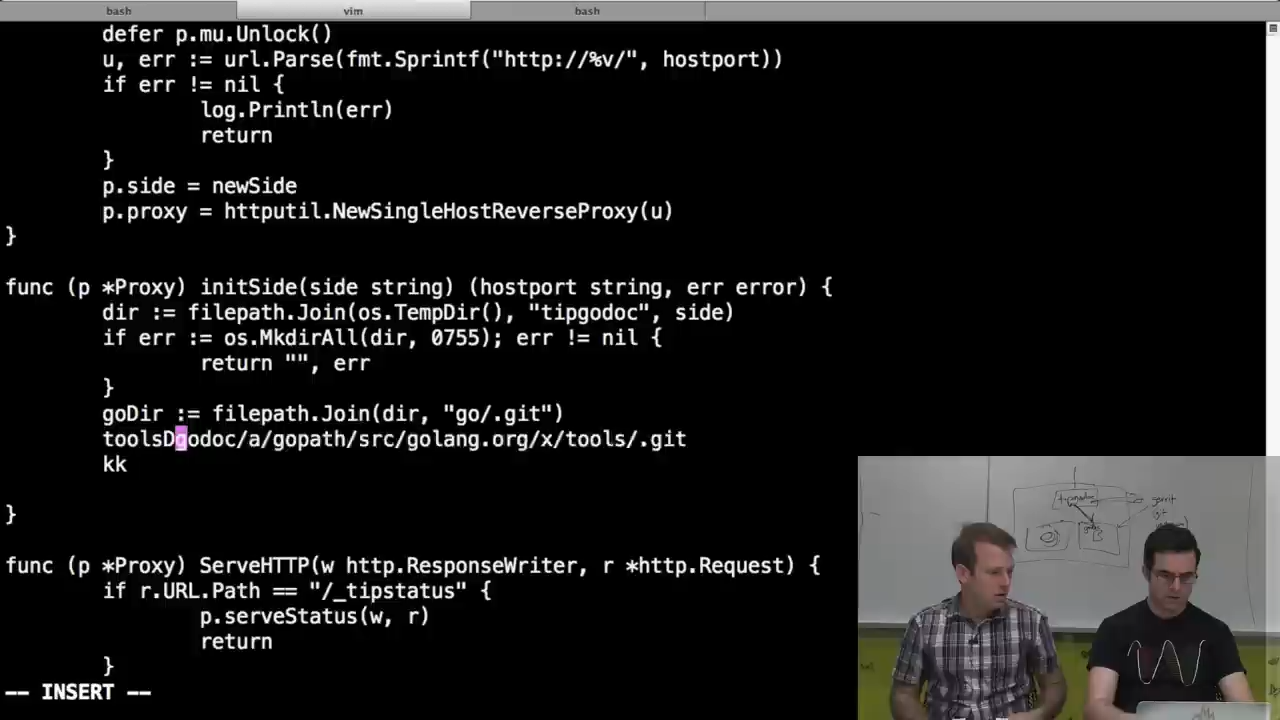 bash vim bash
defer p.mu.Unlock()
u, err := url.Parse(fmt.Sprintf("http://%v/", hostport))
if err != nil {
log.Println(err)
return
}
p.side = newSide
p.proxy = httputil.NewSingleHostReverseProxy(u)
}
func (p *Proxy) initSide(side string) (hostport string, err error) {
dir := filepath.Join(os.TempDir(), "tipgodoc", side)
if err := os.MkdirAll(dir, 0755); err != nil {
return "", err
}
goDir := filepath.Join(dir, "go/.git")
toolsDgodoc/a/gopath/src/golang.org/x/tools/.git
kk
}
func (p *Proxy) ServeHTTP(w http.ResponseWriter, r *http.Request) {
if r.URL.Path == "/_tipstatus" {
p.serveStatus(w, r)
return
}
-- INSERT --
tipgodoc